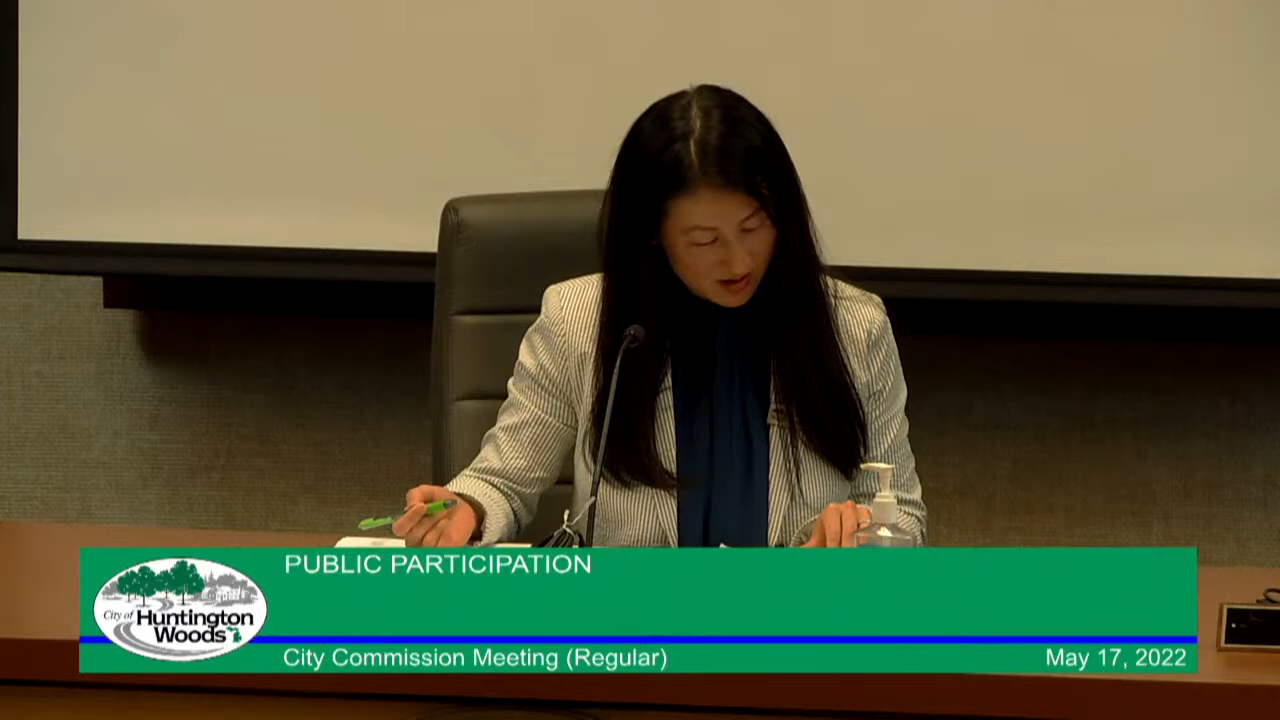 PUBLIC PARTICIPATION
City of
Huntington
Woods
City Commission Meeting (Regular)
May 17, 2022